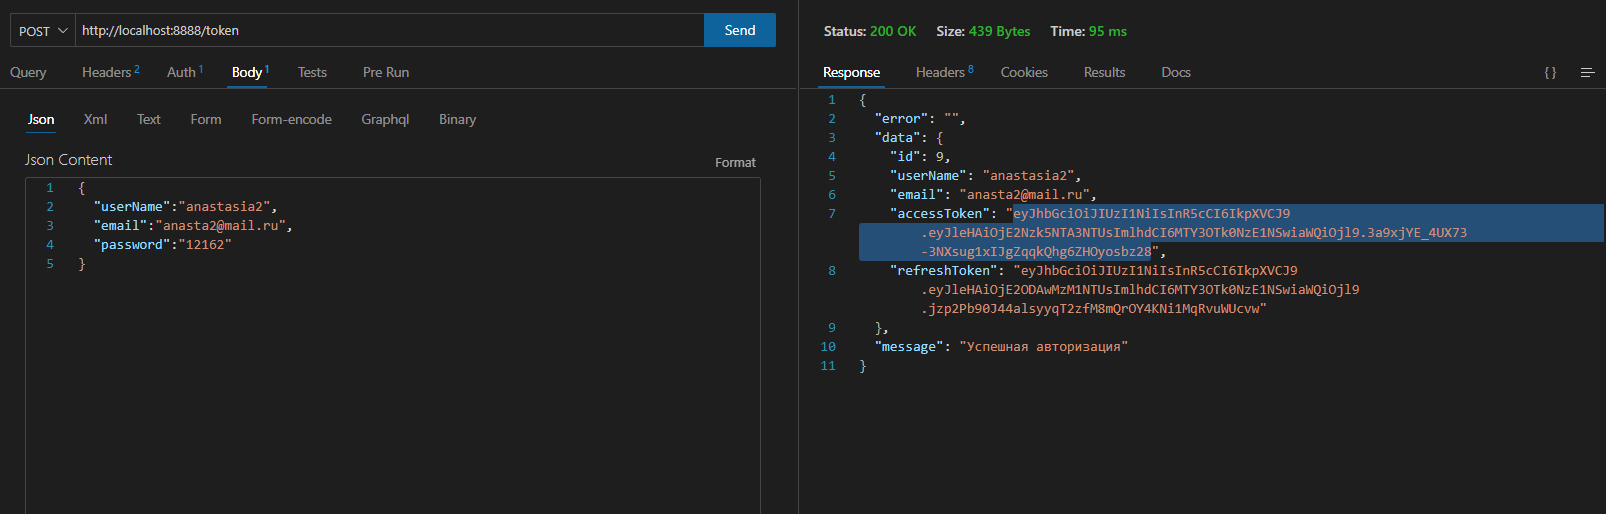 POST http://localhost:8888/token Send
Query Headers 2 Auth 1 Body 1 Tests Pre Run
Json Xml Text Form Form-encode Graphql Binary
Json Content Format
1 {
2 "userName":"anastasia2",
3 "email":"anasta2@mail.ru",
4 "password":"12162"
5 }
Status: 200 OK Size: 439 Bytes Time: 95 ms
Response Headers 8 Cookies Results Docs { }
1 {
2 "error": "",
3 "data": {
4 "id": 9,
5 "userName": "anastasia2",
6 "email": "anasta2@mail.ru",
7 "accessToken": "eyJhbGciOiJIUzI1NiIsInR5cCI6IkpXVCJ9
.eyJleHAiOjE2Nzk5NTA3NTUsImlhdCI6MTY3OTk0NzE1NSwiaWQiOjl9.3a9xjYE_4UX73
-3NXsug1xIJgZqqkQhg6ZHOyosbz28",
8 "refreshToken": "eyJhbGciOiJIUzI1NiIsInR5cCI6IkpXVCJ9
.eyJleHAiOjE2ODAwMzM1NTUsImlhdCI6MTY3OTk0NzE1NSwiaWQiOjl9
.jzp2Pb90J44alsyyqT2zfM8mQrOY4KNi1MqRvuWUcvw"
9 },
10 "message": "Успешная авторизация"
11 }